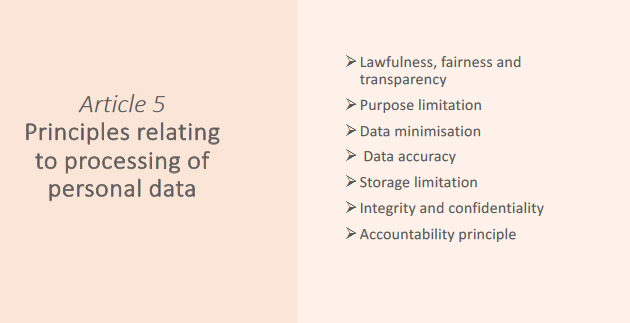 Article 5
Principles relating
to processing of
personal data
➢ Lawfulness, fairness and
transparency
➢ Purpose limitation
➢ Data minimisation
➢ Data accuracy
➢ Storage limitation
➢ Integrity and confidentiality
➢ Accountability principle